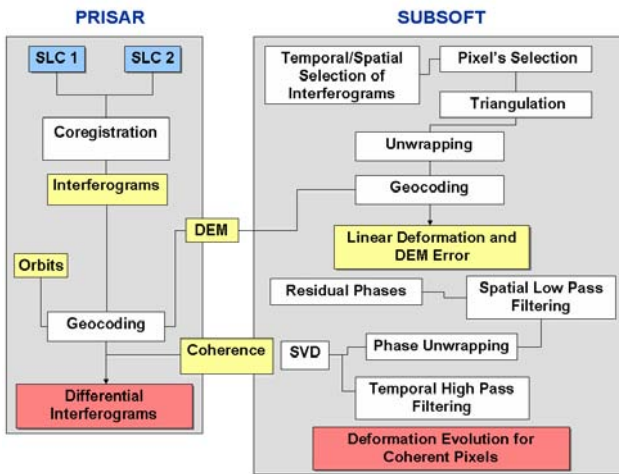 PRISAR
SLC 1
SLC 2
Coregistration
Interferograms
DEM
Orbits
Geocoding
Coherence
Differential
Interferograms
SUBSOFT
Temporal/Spatial
Selection of
Interferograms
Pixel's Selection
Triangulation
Unwrapping
Geocoding
Linear Deformation and
DEM Error
Residual Phases
Spatial Low Pass
Filtering
SVD
Phase Unwrapping
Temporal High Pass
Filtering
Deformation Evolution for
Coherent Pixels